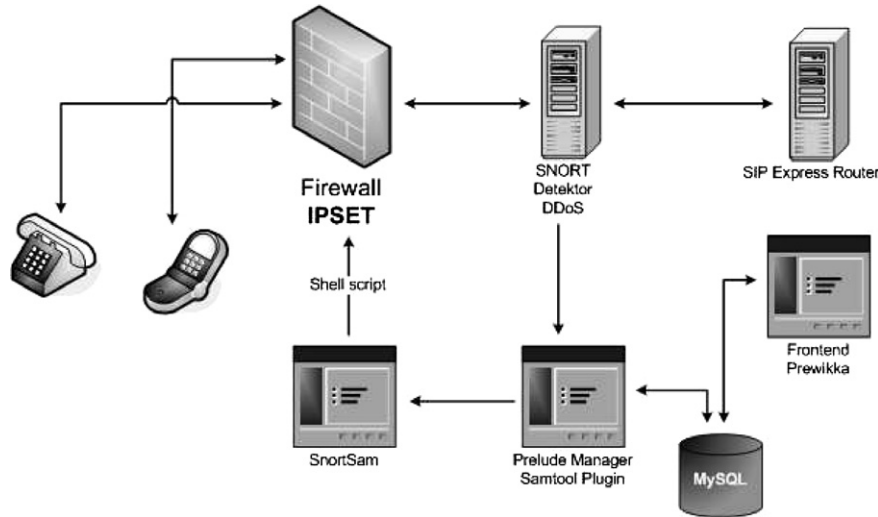 Firewall
IPSET
SNORT
Detektor
DDoS
SIP Express Router
Shell script
Frontend
Prewikka
SnortSam
Prelude Manager
Samtool Plugin
MySQL